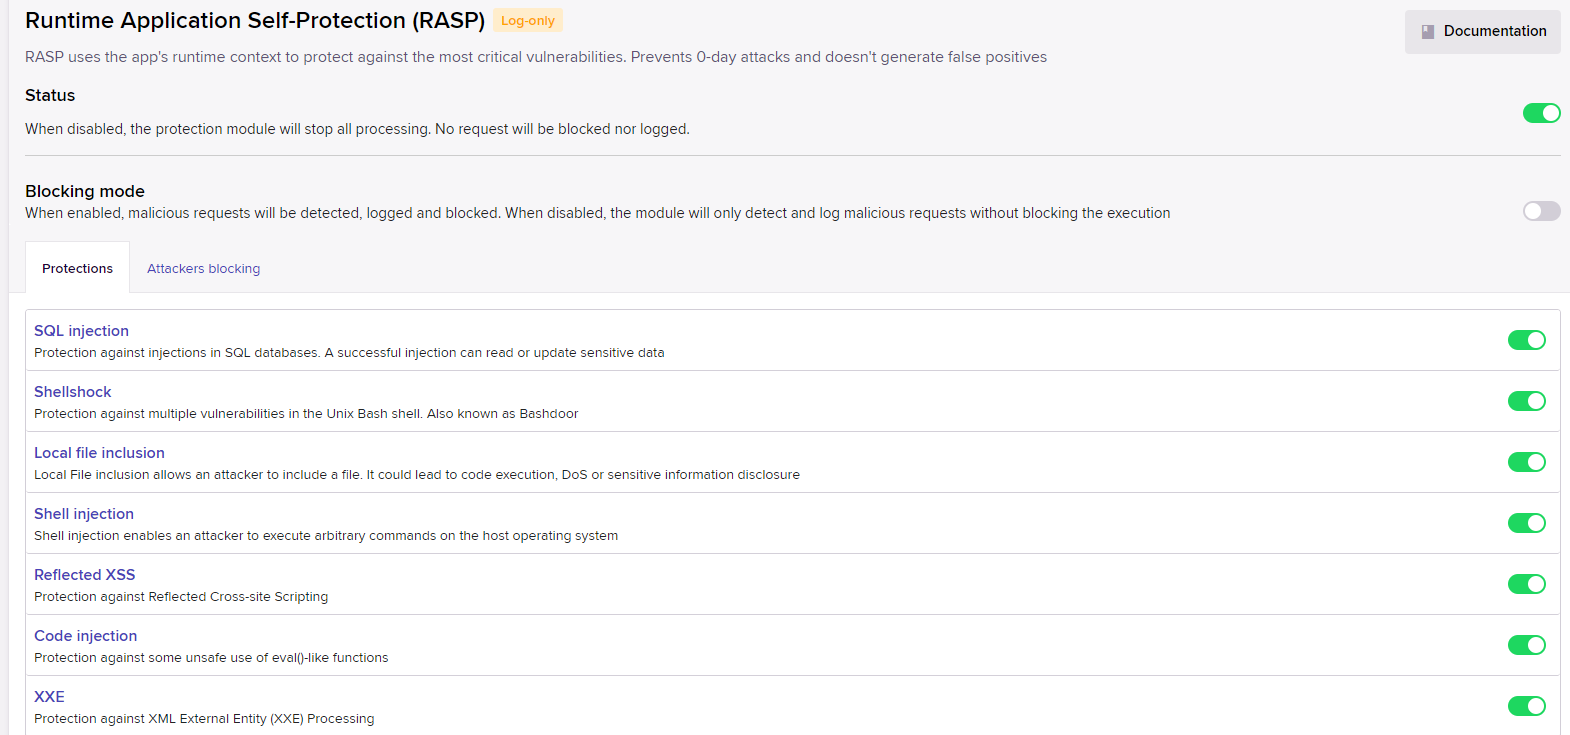 Runtime Application Self-Protection (RASP) Log-only
Documentation
RASP uses the app's runtime context to protect against the most critical vulnerabilities. Prevents 0-day attacks and doesn't generate false positives
Status
When disabled, the protection module will stop all processing. No request will be blocked nor logged.
Blocking mode
When enabled, malicious requests will be detected, logged and blocked. When disabled, the module will only detect and log malicious requests without blocking the execution
Protections Attackers blocking
SQL injection
Protection against injections in SQL databases. A successful injection can read or update sensitive data
Shellshock
Protection against multiple vulnerabilities in the Unix Bash shell. Also known as Bashdoor
Local file inclusion
Local File inclusion allows an attacker to include a file. It could lead to code execution, DoS or sensitive information disclosure
Shell injection
Shell injection enables an attacker to execute arbitrary commands on the host operating system
Reflected XSS
Protection against Reflected Cross-site Scripting
Code injection
Protection against some unsafe use of eval()-like functions
XXE
Protection against XML External Entity (XXE) Processing